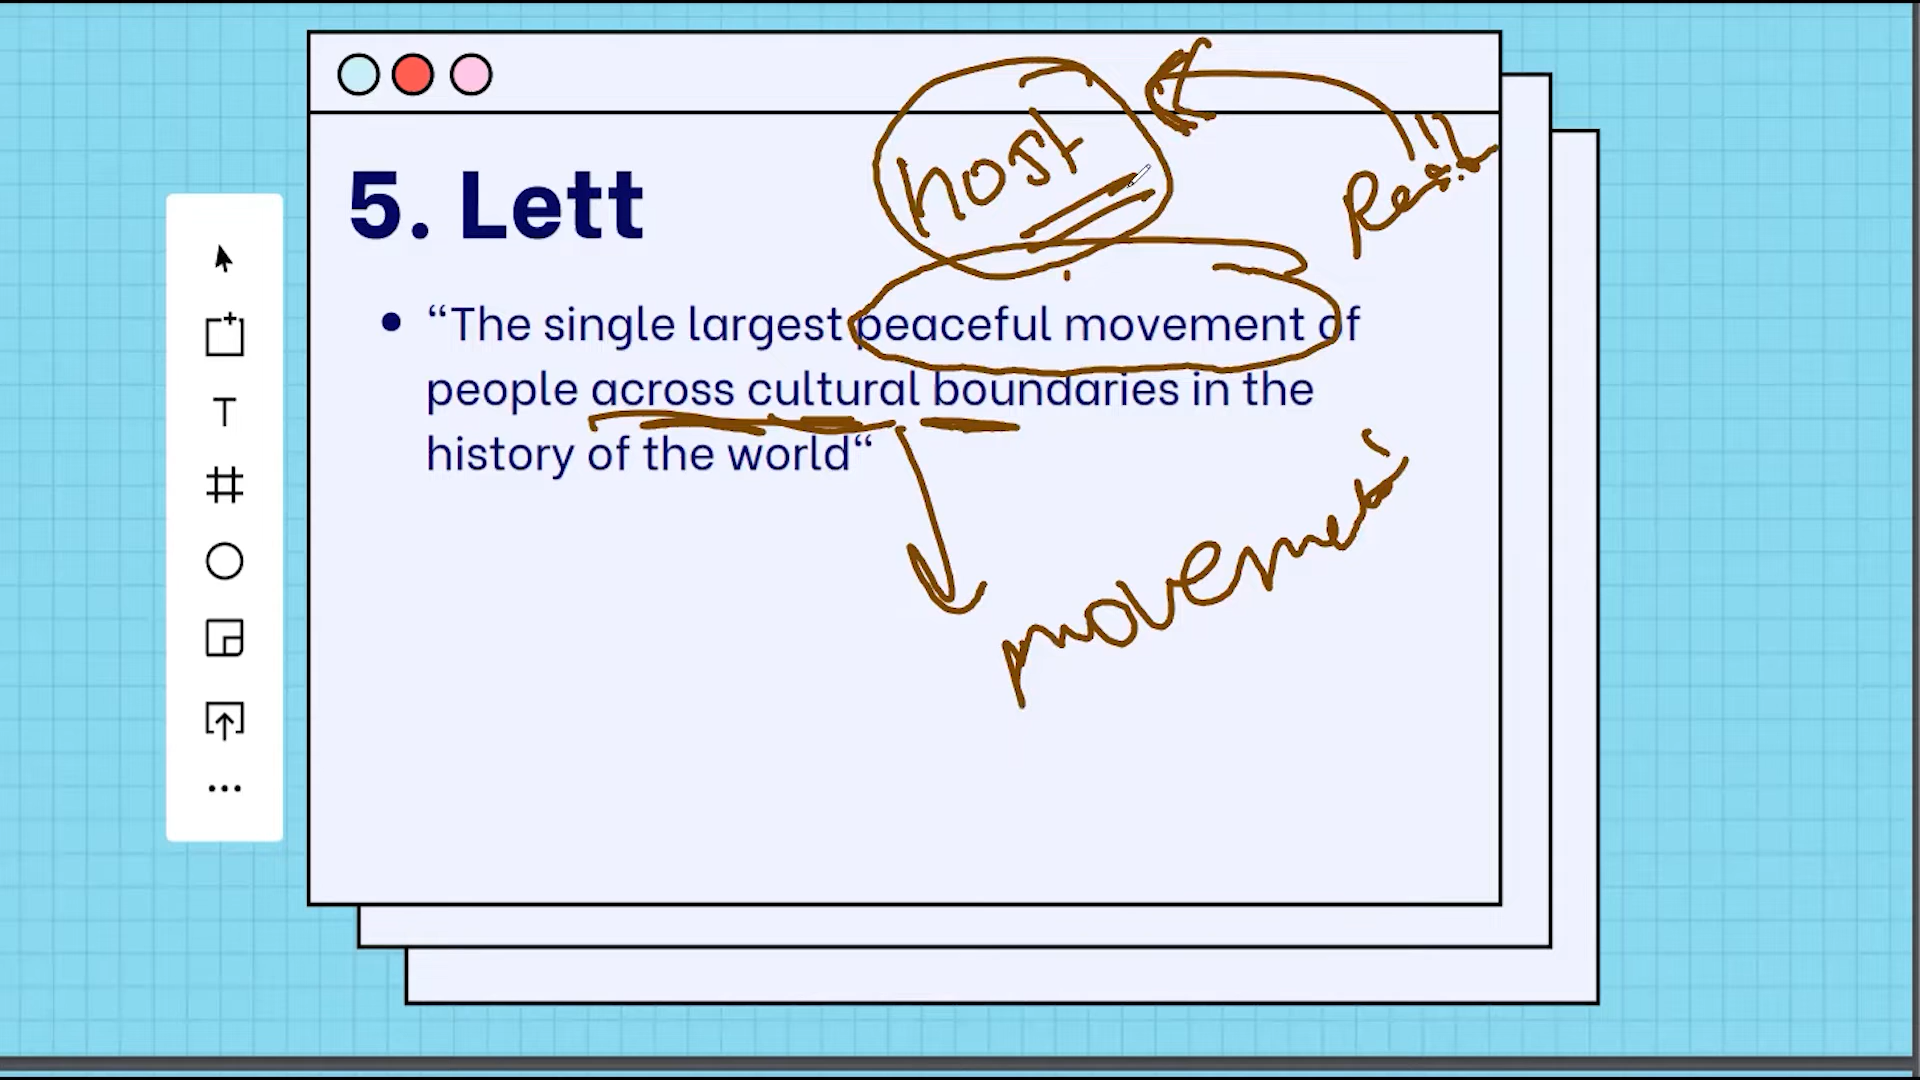 host
5. Lett
“The single largest peaceful movement of
people across cultural boundaries in the
history of the world“
movement
T